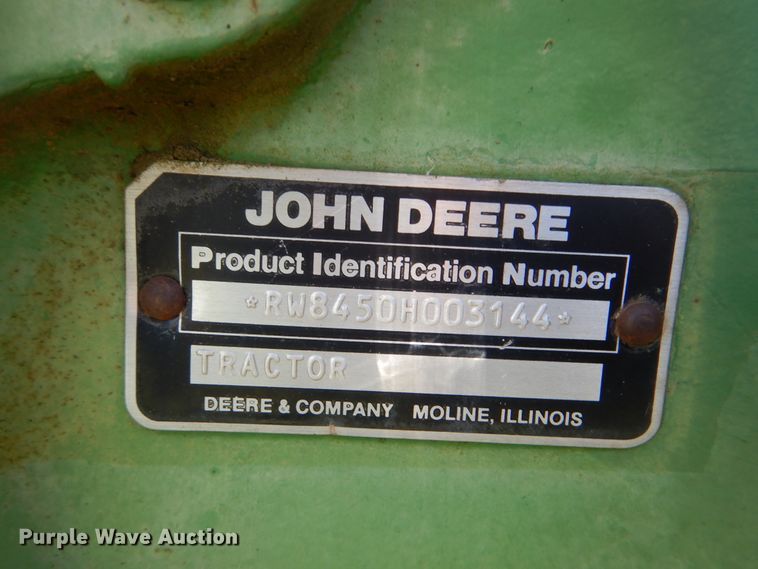 JOHN DEERE
Product Identification Number
*RW8450H003144*
TRACTOR
DEERE & COMPANY MOLINE, ILLINOIS
Purple Wave Auction